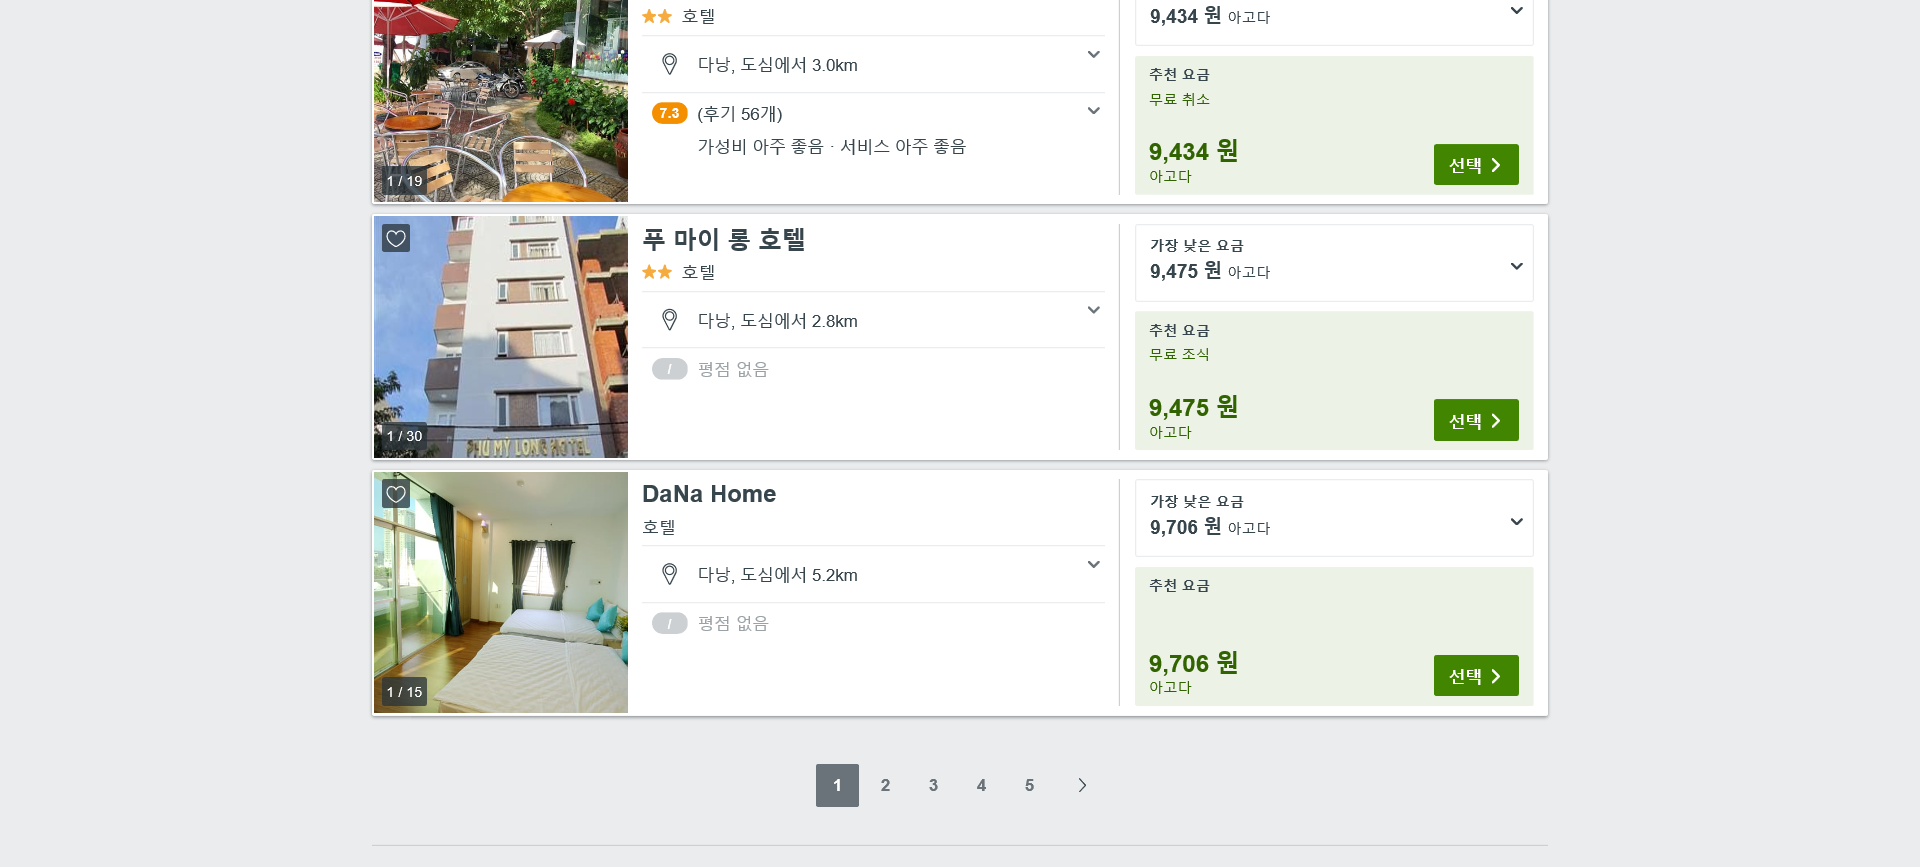 호텔
다낭, 도심에서 3.0km
7.3 (후기 56개)
가성비 아주 좋음 · 서비스 아주 좋음
1 / 19
9,434 원 아고다
추천 요금
무료 취소
9,434 원
아고다
선택
푸 마이 롱 호텔
호텔
다낭, 도심에서 2.8km
/ 평점 없음
1 / 30
PHÚ MỸ LONG HOTEL
가장 낮은 요금
9,475 원 아고다
추천 요금
무료 조식
9,475 원
아고다
선택
DaNa Home
호텔
다낭, 도심에서 5.2km
/ 평점 없음
1 / 15
가장 낮은 요금
9,706 원 아고다
추천 요금
9,706 원
아고다
선택
1 2 3 4 5